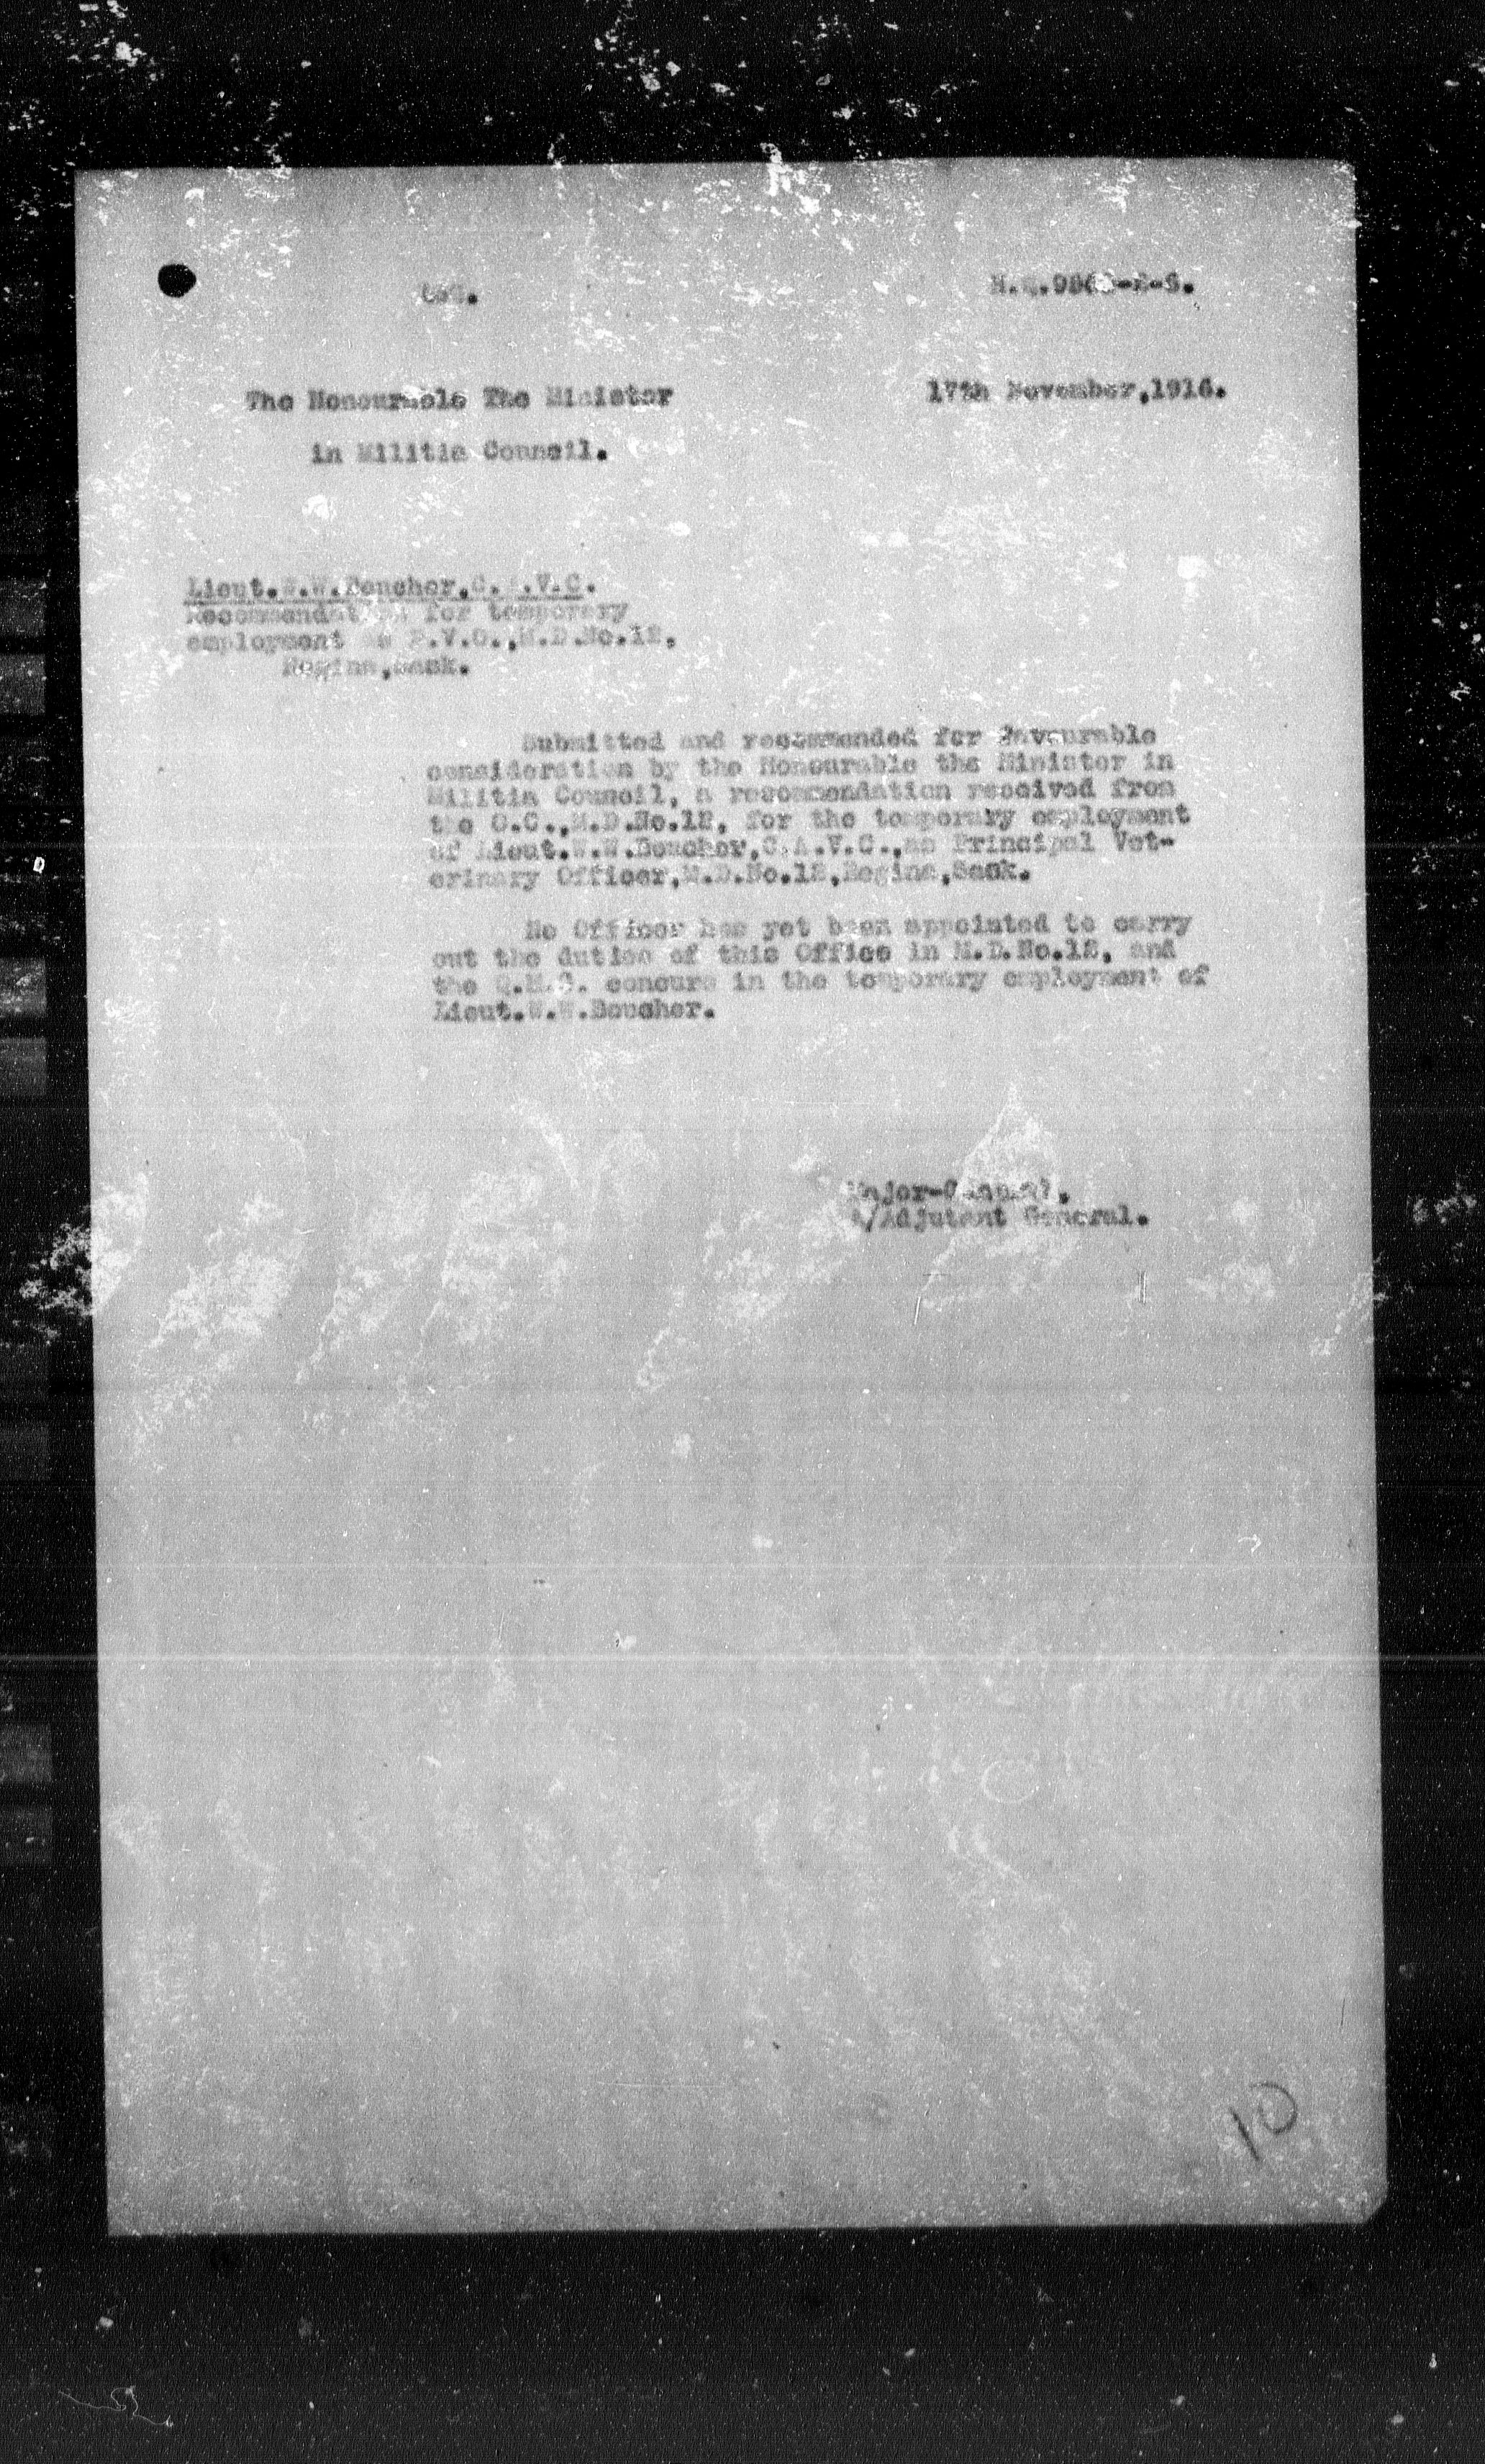 The Honourable The Minister
17th November,1916.
in Militia Council.
Lieut.W.W.Boucher,C.A.V.C.
Recommendation for temporary
employment as P.V.O.,M.D.No.12,
Regina,Sask.
Submitted and recommended for favourable
consideration by the Honourable the Minister in
Militia Council, a recommendation received from
the O.C.,M.D.No.12, for the temporary employment
of Lieut.W.W.Boucher,C.A.V.C.,as Principal Vet-
erinary Officer,M.D.No.12,Regina,Sask.
No Officer has yet been appointed to carry
out the duties of this Office in M.D.No.12, and
the Q.M.G. concurs in the temporary employment of
Lieut.W.W.Boucher.
Major-General.
A/Adjutant General.
10